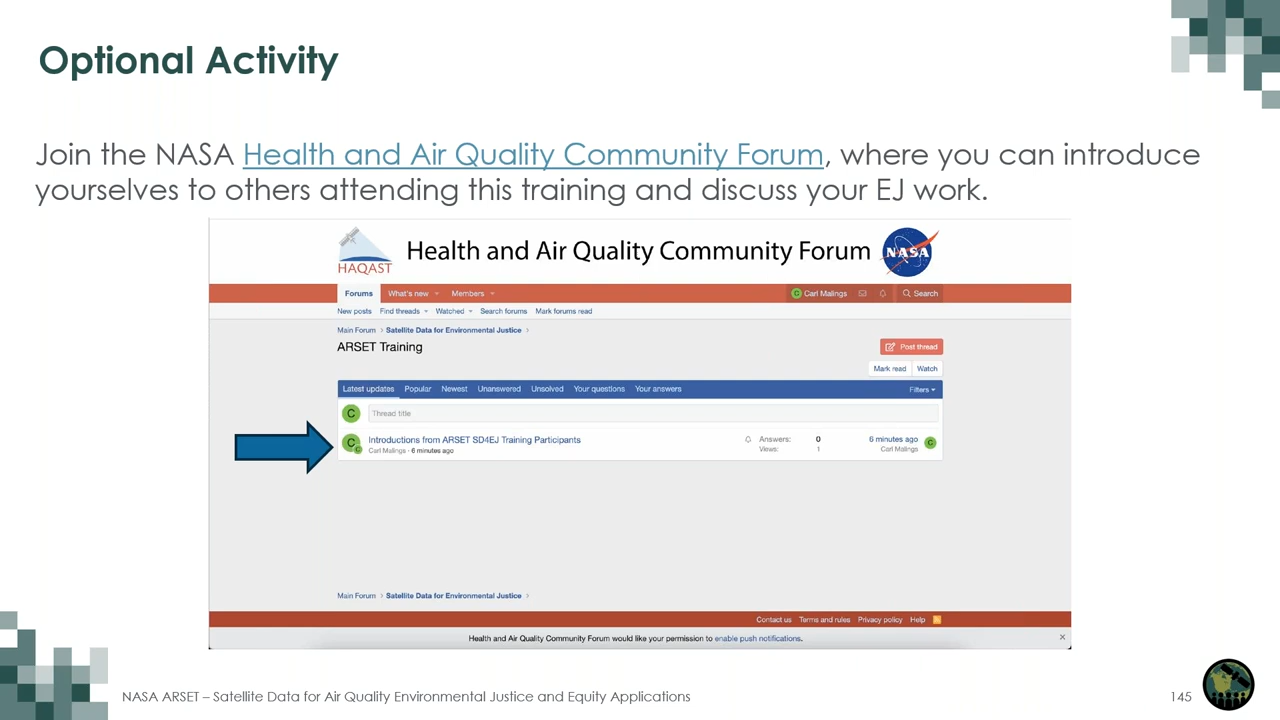 Optional Activity
Join the NASA Health and Air Quality Community Forum, where you can introduce
yourselves to others attending this training and discuss your EJ work.
HAQAST
Health and Air Quality Community Forum
NASA
Forums What's new Members C Carl Malings Search
New posts Find threads Watched Search forums Mark forums read
Main Forum > Satellite Data for Environmental Justice >
ARSET Training
Post thread
Mark read Watch
Latest updates Popular Newest Unanswered Unsolved Your questions Your answers Filters
C Thread title
C Introductions from ARSET SD4EJ Training Participants Answers: 0 6 minutes ago C
C Carl Malings · 6 minutes ago Views: 1 Carl Malings
Main Forum > Satellite Data for Environmental Justice >
Contact us Terms and rules Privacy policy Help
Health and Air Quality Community Forum would like your permission to enable push notifications. ×
NASA ARSET – Satellite Data for Air Quality Environmental Justice and Equity Applications 145